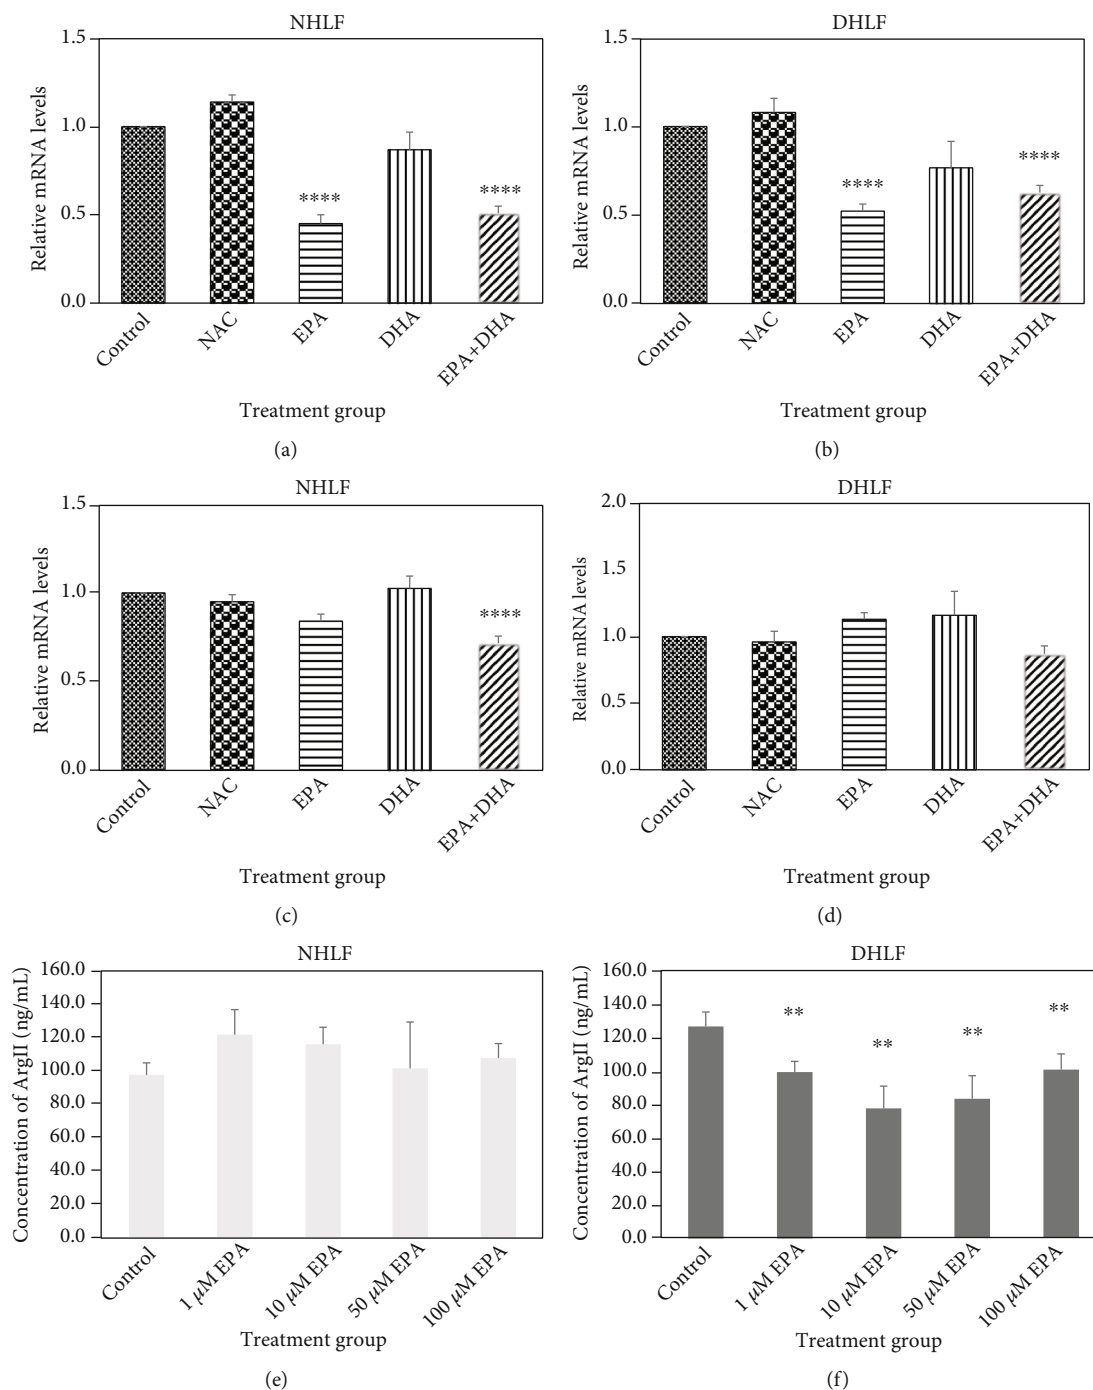 NHLF
Relative mRNA levels
1.5
1.0
0.5
0.0
****
****
Control
NAC
EPA
DHA
EPA+DHA
Treatment group
(a)
DHLF
Relative mRNA levels
1.5
1.0
0.5
0.0
****
****
Control
NAC
EPA
DHA
EPA+DHA
Treatment group
(b)
NHLF
Relative mRNA levels
1.5
1.0
0.5
0.0
****
Control
NAC
EPA
DHA
EPA+DHA
Treatment group
(c)
DHLF
Relative mRNA levels
2.0
1.5
1.0
0.5
0.0
Control
NAC
EPA
DHA
EPA+DHA
Treatment group
(d)
NHLF
Concentration of ArgII (ng/mL)
160.0
140.0
120.0
100.0
80.0
60.0
40.0
20.0
0.0
Control
1 μM EPA
10 μM EPA
50 μM EPA
100 μM EPA
Treatment group
(e)
DHLF
Concentration of ArgII (ng/mL)
160.0
140.0
120.0
100.0
80.0
60.0
40.0
20.0
0.0
**
**
**
**
Control
1 μM EPA
10 μM EPA
50 μM EPA
100 μM EPA
Treatment group
(f)